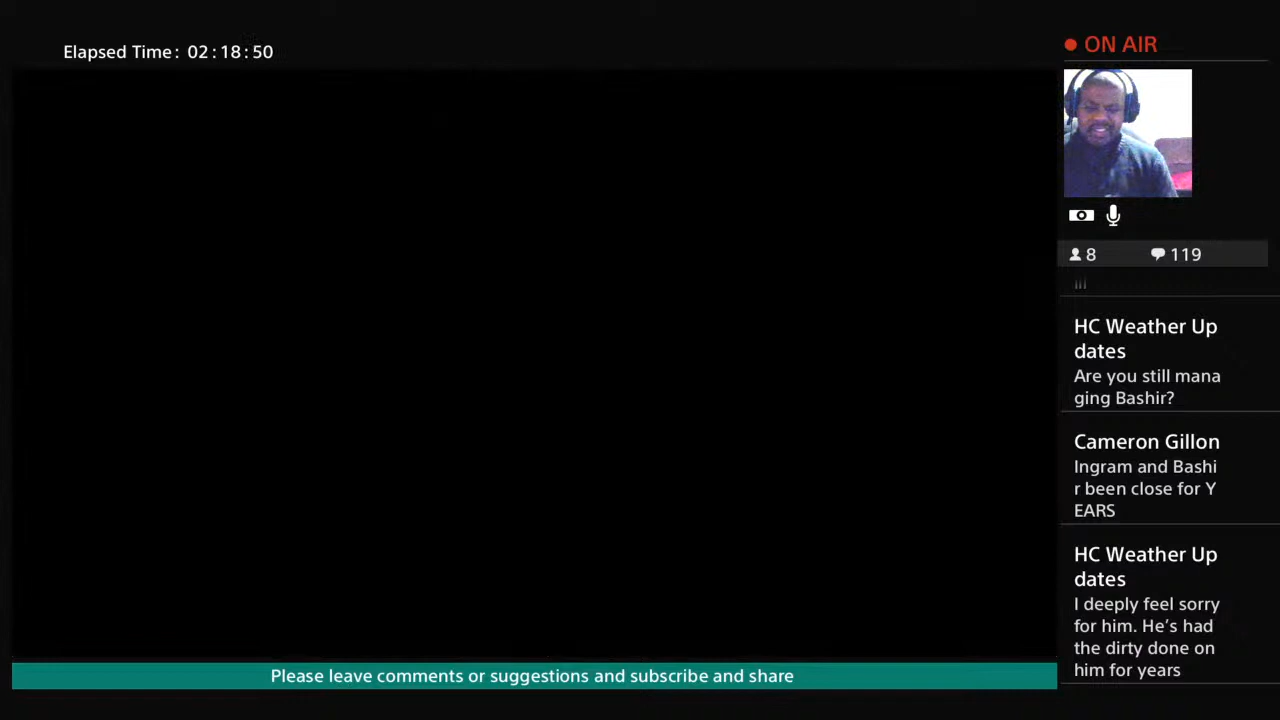 Elapsed Time: 02:18:50
ON AIR
8 119
HC Weather Up
dates
Are you still mana
ging Bashir?
Cameron Gillon
Ingram and Bashi
r been close for Y
EARS
HC Weather Up
dates
I deeply feel sorry
for him. He’s had
the dirty done on
him for years
Please leave comments or suggestions and subscribe and share